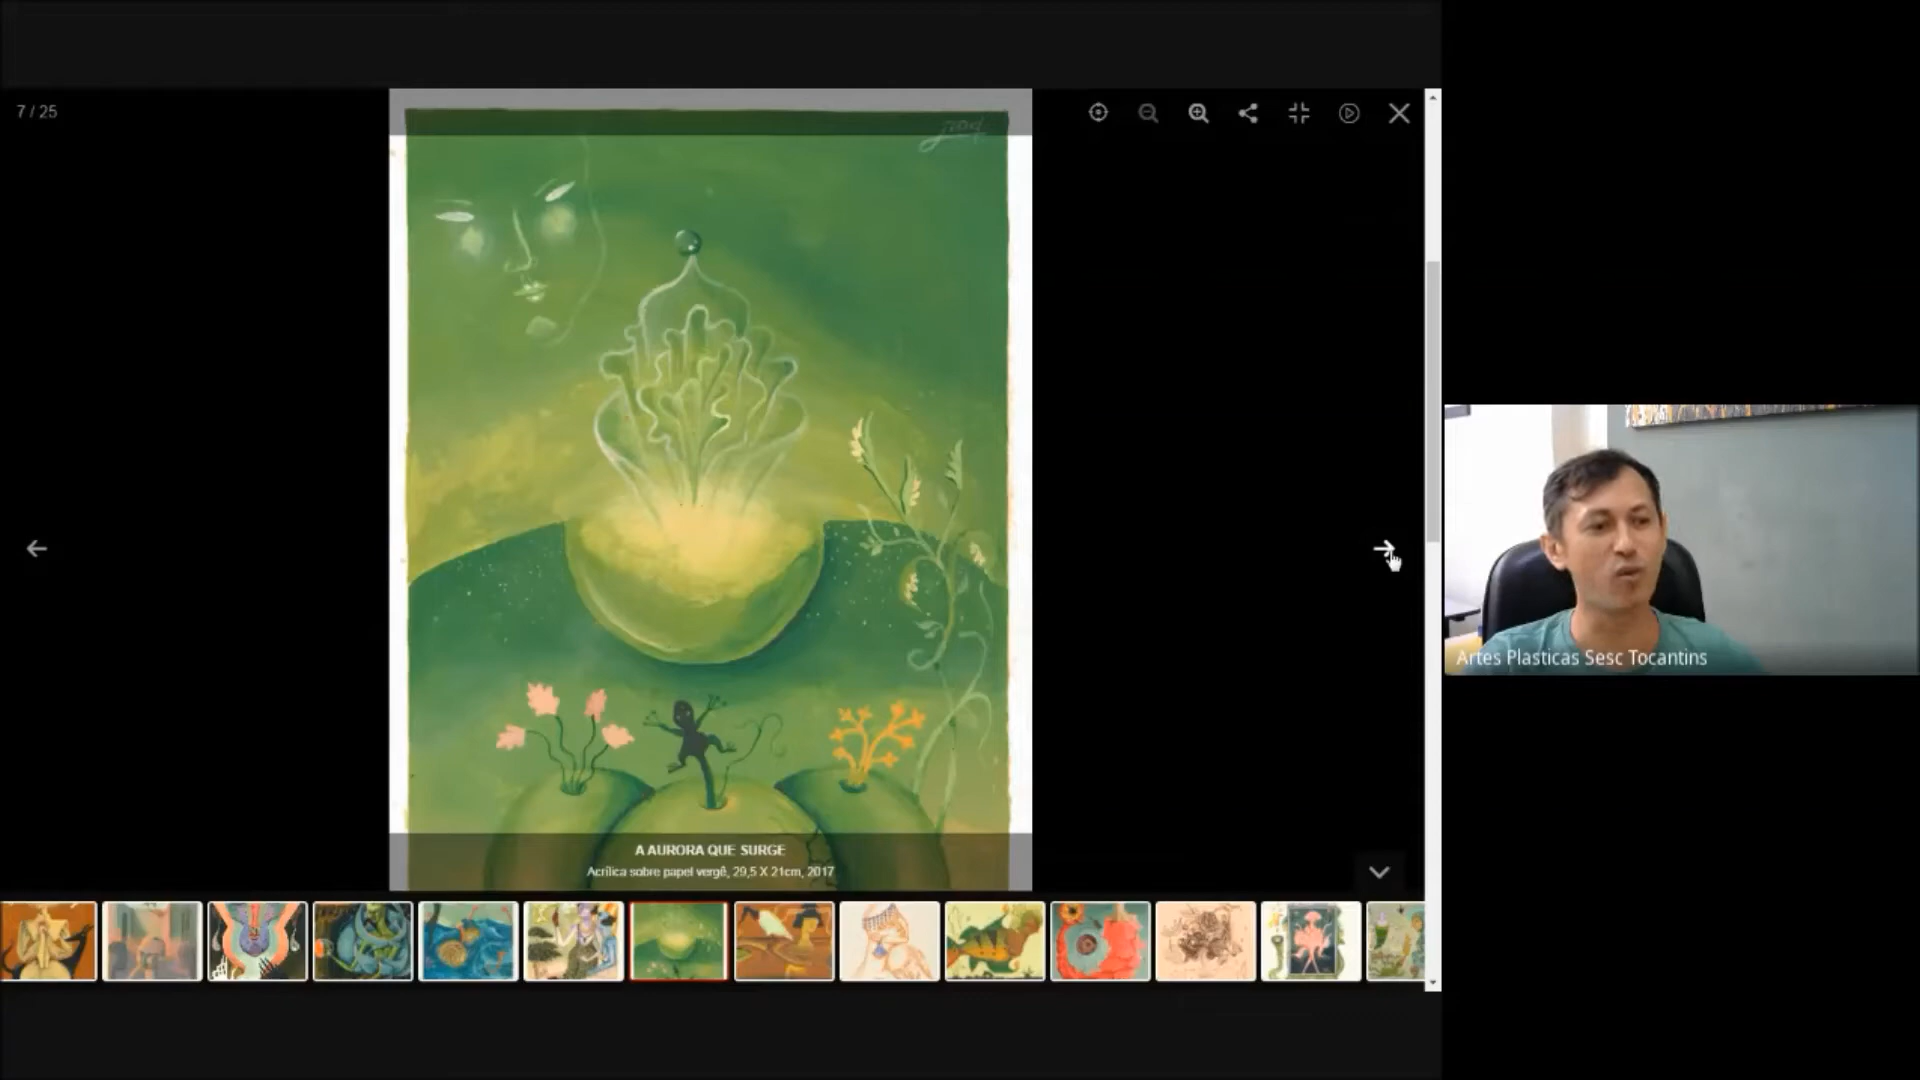 7 / 25
A AURORA QUE SURGE
Acrílica sobre papel vergê, 29,5 X 21cm, 2017
Artes Plasticas Sesc Tocantins